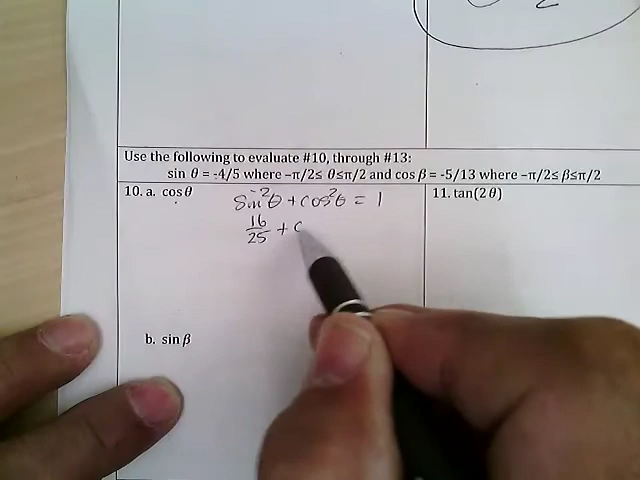 Use the following to evaluate #10, through #13:
sin θ = -4/5 where −π/2≤ θ≤π/2 and cos β = -5/13 where −π/2≤ β≤π/2
10. a. cos θ
sin²θ + cos²θ = 1
16/25 + c
11. tan(2θ)
b. sin β